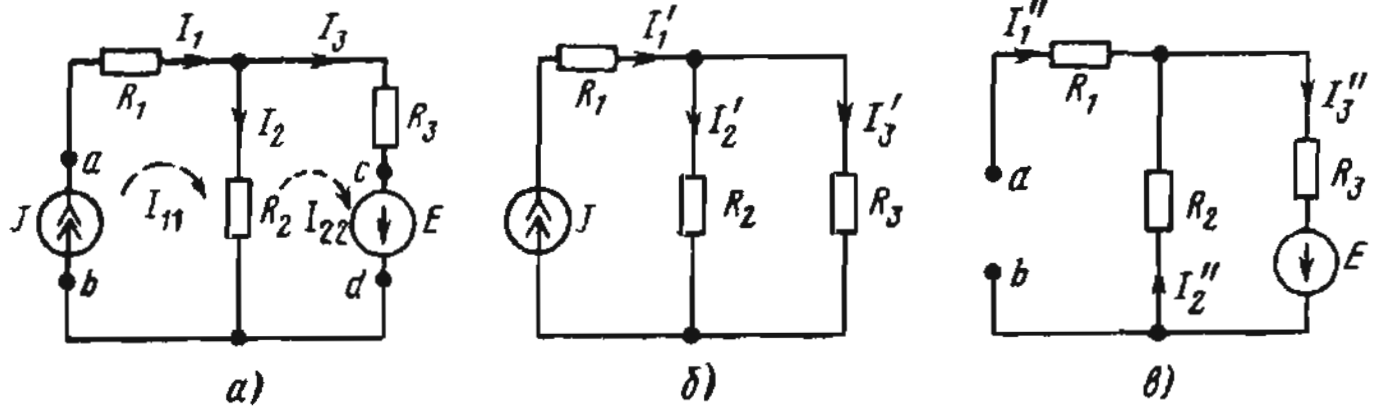 I₁ I₃
R₁
I₂ R₃
a c
J I₁₁ R₂ I₂₂ E
b d
а)
I₁′
R₁
I₂′ I₃′
J R₂ R₃
б)
I₁″
R₁
I₃″
a R₂ R₃
b I₂″ E
в)